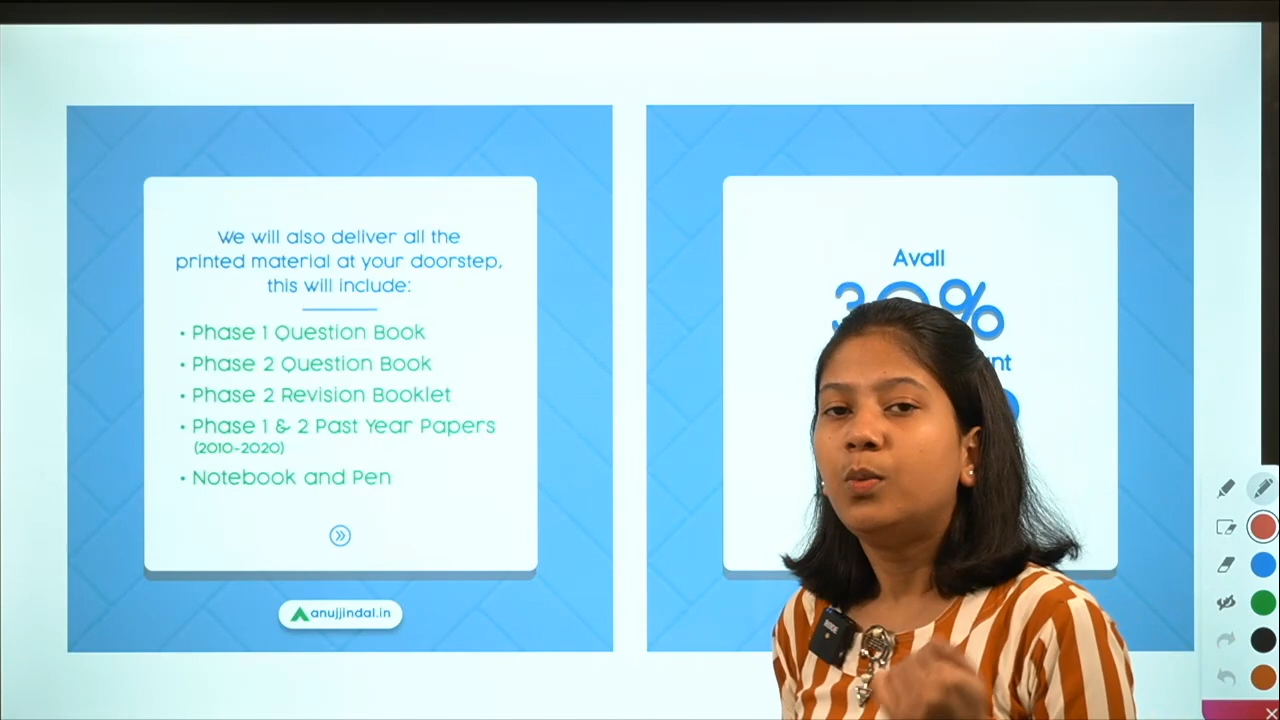 We will also deliver all the
printed material at your doorstep,
this will include:
• Phase 1 Question Book
• Phase 2 Question Book
• Phase 2 Revision Booklet
• Phase 1 & 2 Past Year Papers
(2010-2020)
• Notebook and Pen
anujjindal.in
Avail